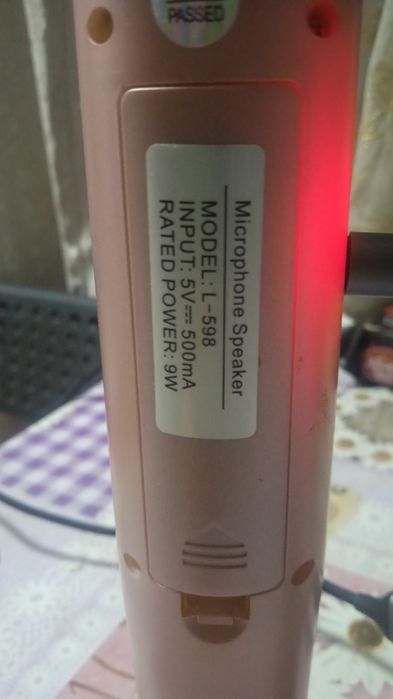 PASSED
Microphone Speaker
MODEL: L-598
INPUT: 5V⎓500mA
RATED POWER: 9W